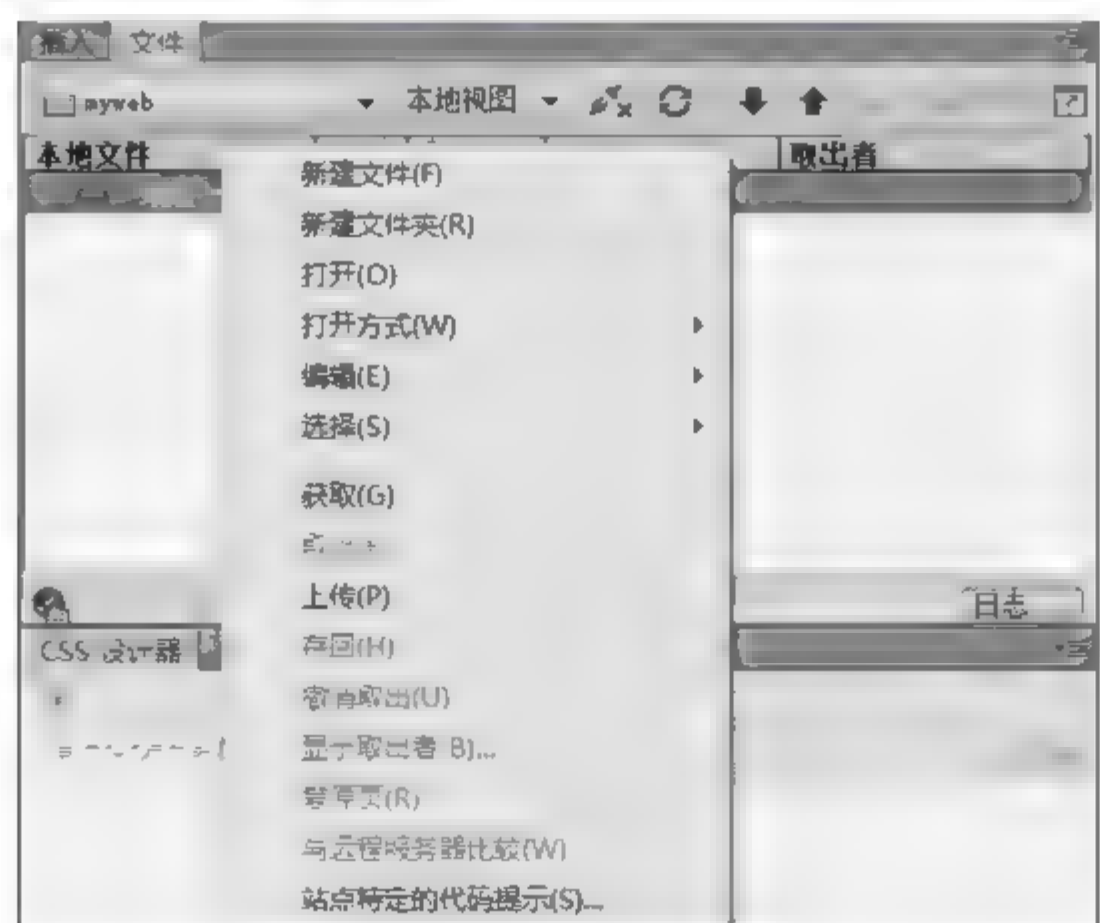 插入 文件
myweb 本地视图
本地文件 取出者
新建文件(F)
新建文件夹(R)
打开(O)
打开方式(W)
编辑(E)
选择(S)
获取(G)
上传(P)
存回(H)
撤消取出(U)
显示取出者 B)...
与远程服务器比较(W)
站点特定的代码提示(S)...
日志
CSS 设计器